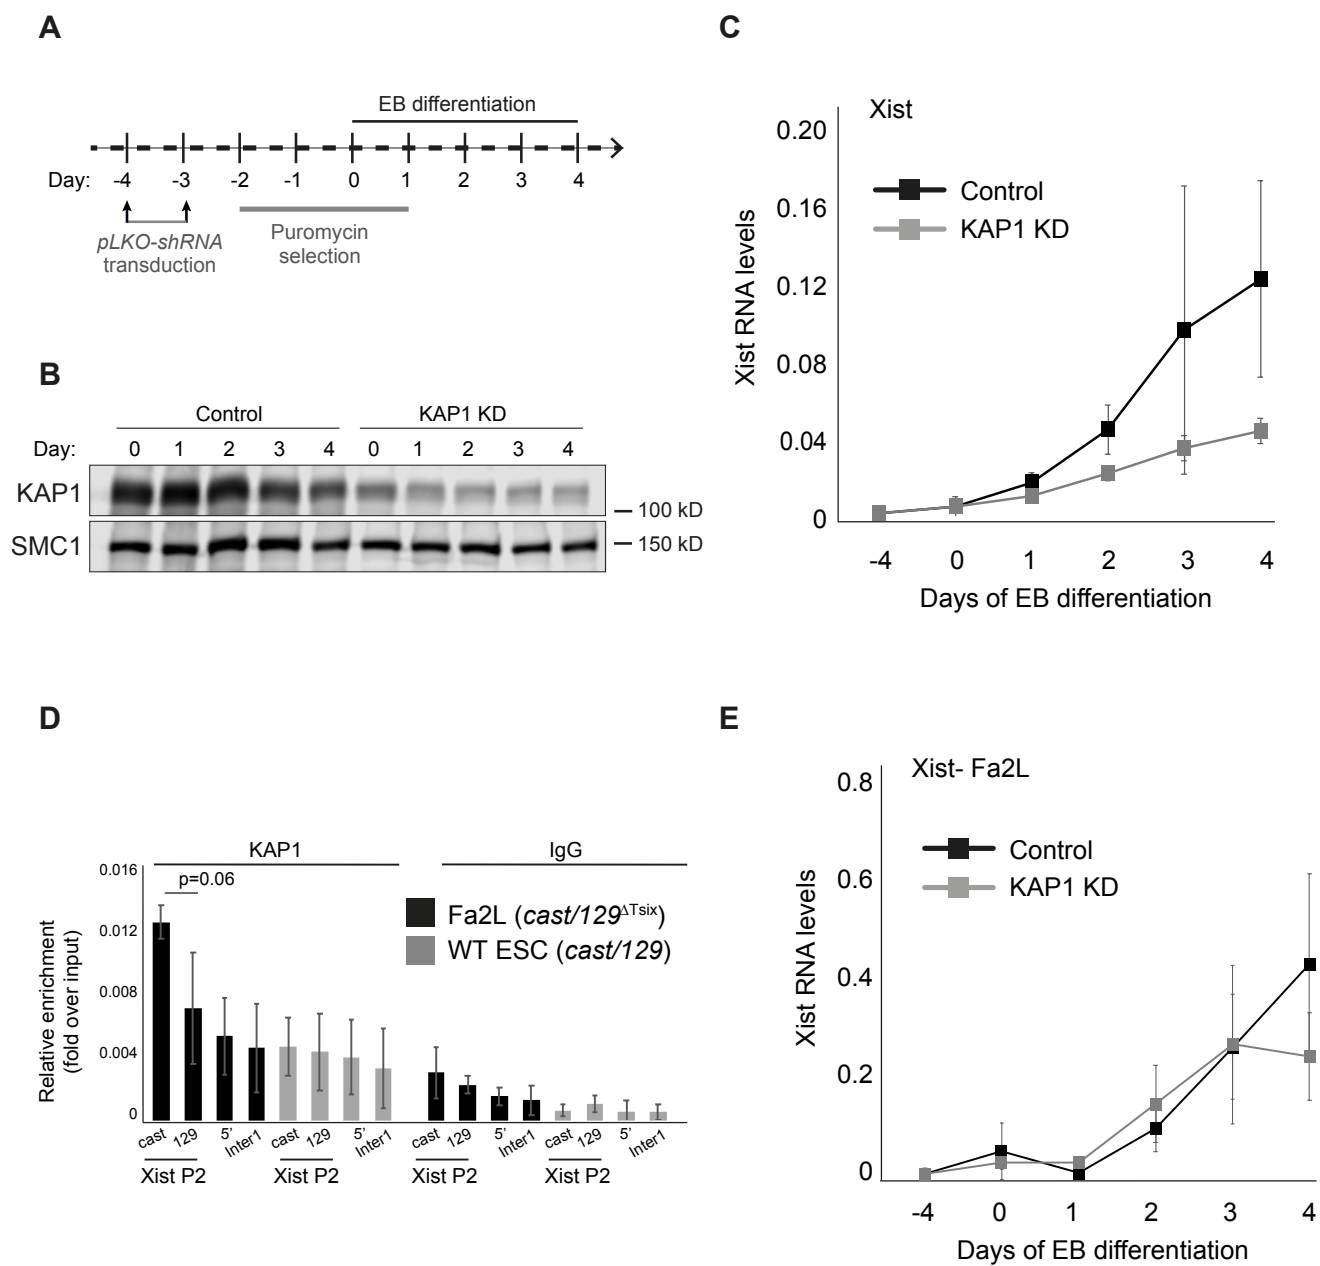 A
EB differentiation
Day: -4 -3 -2 -1 0 1 2 3 4
pLKO-shRNA
transduction
Puromycin
selection
B
Control KAP1 KD
Day: 0 1 2 3 4 0 1 2 3 4
KAP1
100 kD
SMC1
150 kD
C
Xist
Control
KAP1 KD
Xist RNA levels
0.20
0.16
0.12
0.08
0.04
0
-4 0 1 2 3 4
Days of EB differentiation
D
KAP1 IgG
p=0.06
Fa2L (cast/129ΔTsix)
WT ESC (cast/129)
Relative enrichment
(fold over input)
0.016
0.012
0.008
0.004
0
cast 129 5’ Inter1 cast 129 5’ Inter1 cast 129 5’ Inter1 cast 129 5’ Inter1
Xist P2 Xist P2 Xist P2 Xist P2
E
Xist- Fa2L
Control
KAP1 KD
Xist RNA levels
0.8
0.6
0.4
0.2
0
-4 0 1 2 3 4
Days of EB differentiation